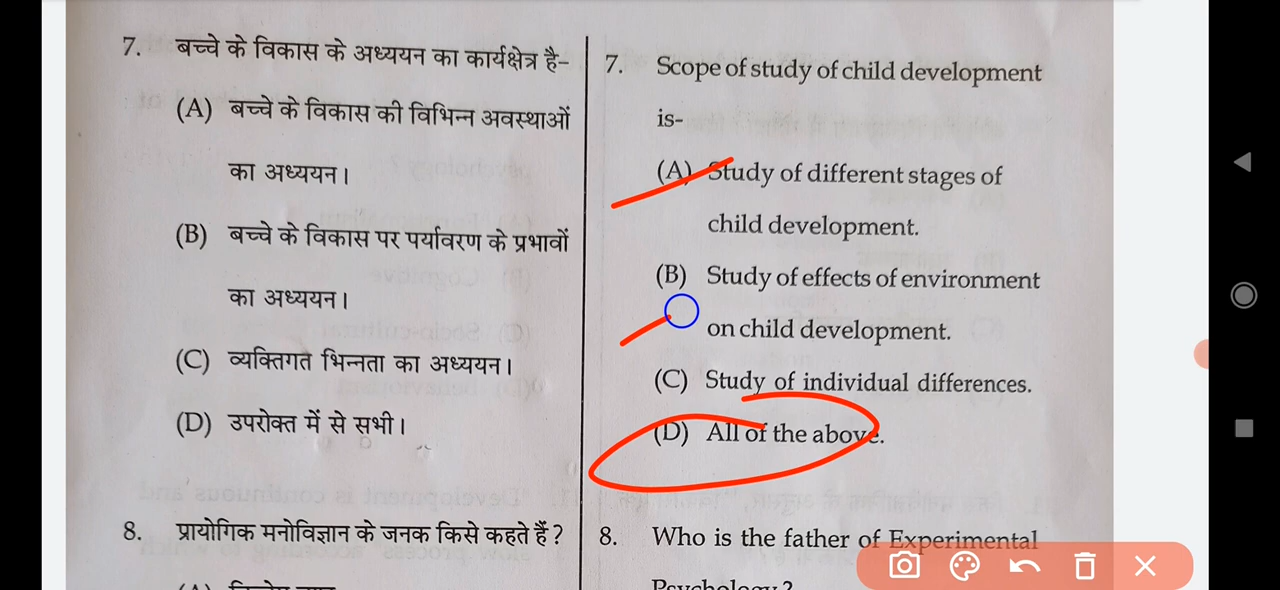 7. बच्चे के विकास के अध्ययन का कार्यक्षेत्र है-
(A) बच्चे के विकास की विभिन्न अवस्थाओं
का अध्ययन।
(B) बच्चे के विकास पर पर्यावरण के प्रभावों
का अध्ययन।
(C) व्यक्तिगत भिन्नता का अध्ययन।
(D) उपरोक्त में से सभी।
8. प्रायोगिक मनोविज्ञान के जनक किसे कहते हैं?
7. Scope of study of child development
is-
(A) Study of different stages of
child development.
(B) Study of effects of environment
on child development.
(C) Study of individual differences.
(D) All of the above.
8. Who is the father of Experimental
Psychology?